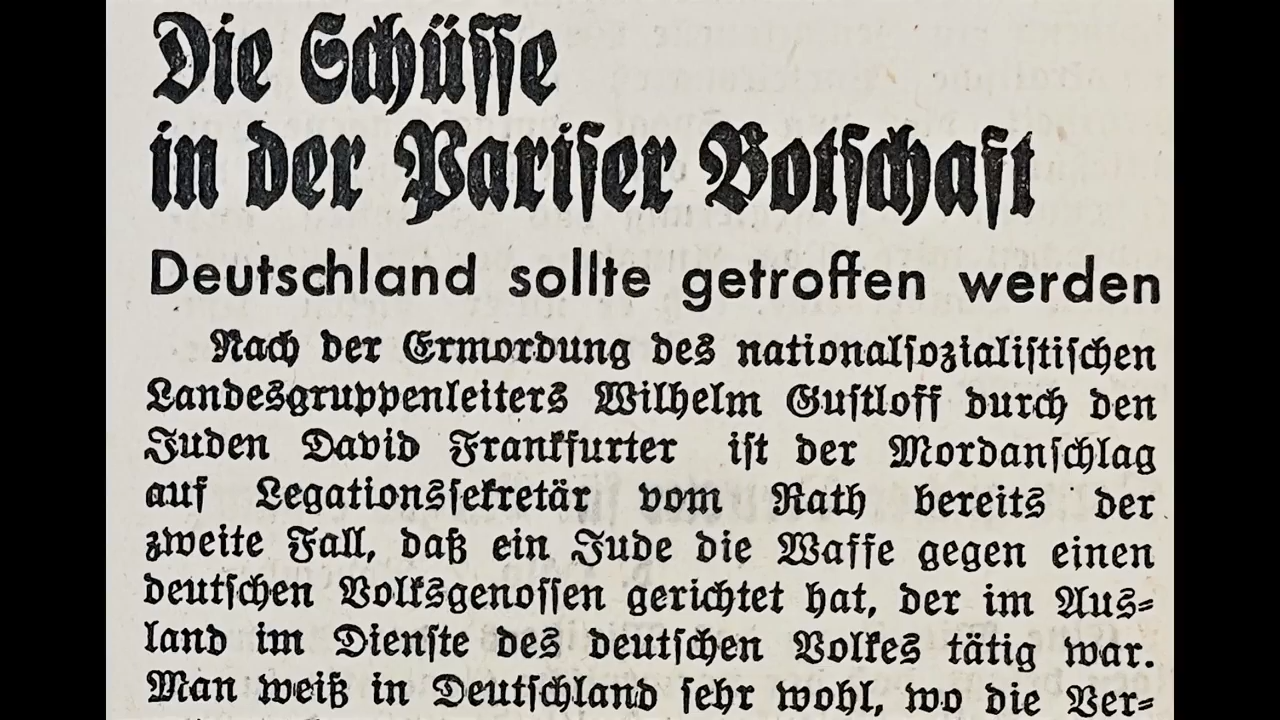 Die Schüsse
in der Pariser Botschaft
Deutschland sollte getroffen werden
Nach der Ermordung des nationalsozialistischen
Landesgruppenleiters Wilhelm Gustloff durch den
Juden David Frankfurter ist der Mordanschlag
auf Legationssekretär vom Rath bereits der
zweite Fall, daß ein Jude die Waffe gegen einen
deutschen Volksgenossen gerichtet hat, der im Aus-
land im Dienste des deutschen Volkes tätig war.
Man weiß in Deutschland sehr wohl, wo die Ver-